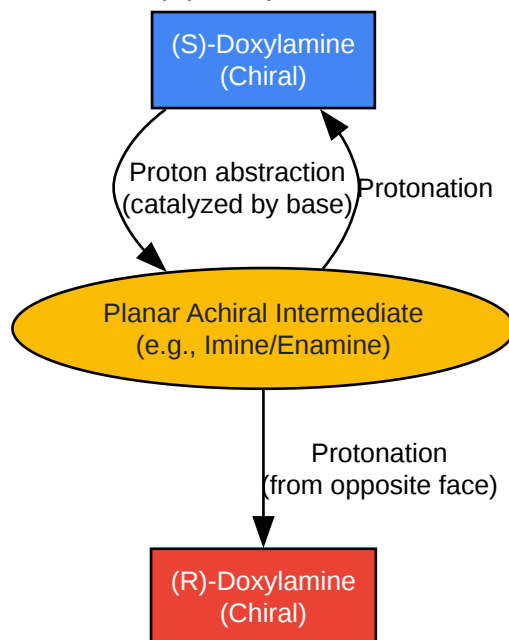 (S)-Doxylamine
(Chiral)
Proton abstraction
(catalyzed by base)
Protonation
Planar Achiral Intermediate
(e.g., Imine/Enamine)
Protonation
(from opposite face)
(R)-Doxylamine
(Chiral)